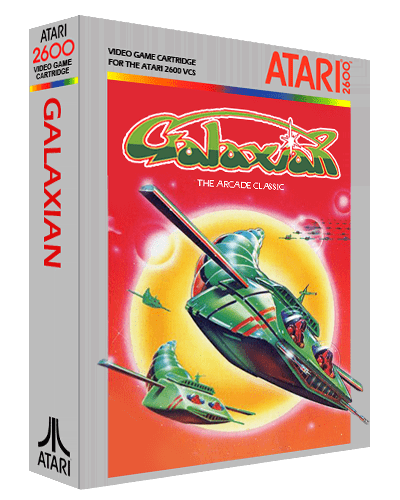 ATARI
2600
VIDEO GAME
CARTRIDGE
GALAXIAN
ATARI
VIDEO GAME CARTRIDGE
FOR THE ATARI 2600 VCS
ATARI 2600
Galaxian
THE ARCADE CLASSIC